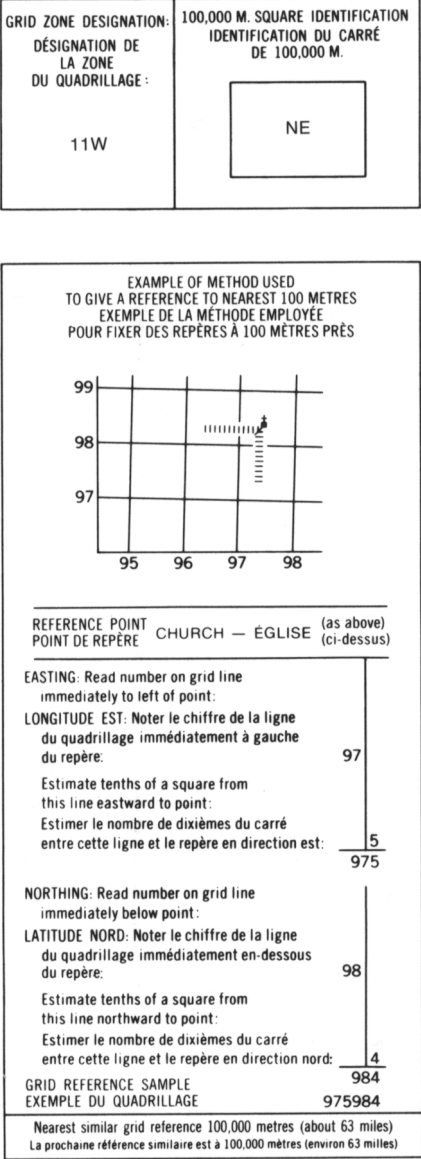 GRID ZONE DESIGNATION:
DÉSIGNATION DE
LA ZONE
DU QUADRILLAGE :
11W
100,000 M. SQUARE IDENTIFICATION
IDENTIFICATION DU CARRÉ
DE 100,000 M.
NE
EXAMPLE OF METHOD USED
TO GIVE A REFERENCE TO NEAREST 100 METRES
EXEMPLE DE LA MÉTHODE EMPLOYÉE
POUR FIXER DES REPÈRES À 100 MÈTRES PRÈS
99
98
97
95 96 97 98
REFERENCE POINT
POINT DE REPÈRE
CHURCH — ÉGLISE
(as above)
(ci-dessus)
EASTING: Read number on grid line
immediately to left of point:
LONGITUDE EST: Noter le chiffre de la ligne
du quadrillage immédiatement à gauche
du repère: 97
Estimate tenths of a square from
this line eastward to point:
Estimer le nombre de dixièmes du carré
entre cette ligne et le repère en direction est: 5
975
NORTHING: Read number on grid line
immediately below point:
LATITUDE NORD: Noter le chiffre de la ligne
du quadrillage immédiatement en-dessous
du repère: 98
Estimate tenths of a square from
this line northward to point:
Estimer le nombre de dixièmes du carré
entre cette ligne et le repère en direction nord: 4
984
GRID REFERENCE SAMPLE
EXEMPLE DU QUADRILLAGE 975984
Nearest similar grid reference 100,000 metres (about 63 miles)
La prochaine référence similaire est à 100,000 mètres (environ 63 milles)